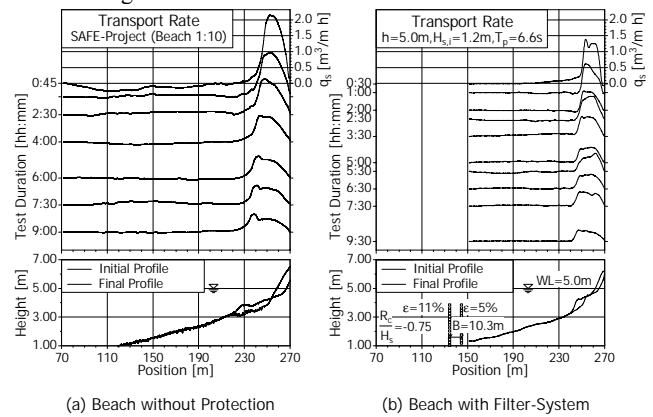 Transport Rate
SAFE-Project (Beach 1:10)
2.0
1.5
1.0
0.5
0.0
qs [m³/m h]
Test Duration [hh:mm]
0:45
2:30
4:00
6:00
7:30
9:00
Height [m]
7.00
5.00
3.00
1.00
Initial Profile
Final Profile
70
110
150
190
230
270
Position [m]
(a) Beach without Protection
Transport Rate
h=5.0m,Hs,i=1.2m,Tp=6.6s
2.0
1.5
1.0
0.5
0.0
qs [m³/m h]
Test Duration [hh:mm]
0:30
1:00
2:00
2:30
3:30
5:00
5:30
6:30
7:30
9:30
Height [m]
7.00
5.00
3.00
1.00
Initial Profile
Final Profile
WL=5.0m
ε=11%
ε=5%
Rc/Hs=-0.75
B=10.3m
70
110
150
190
230
270
Position [m]
(b) Beach with Filter-System